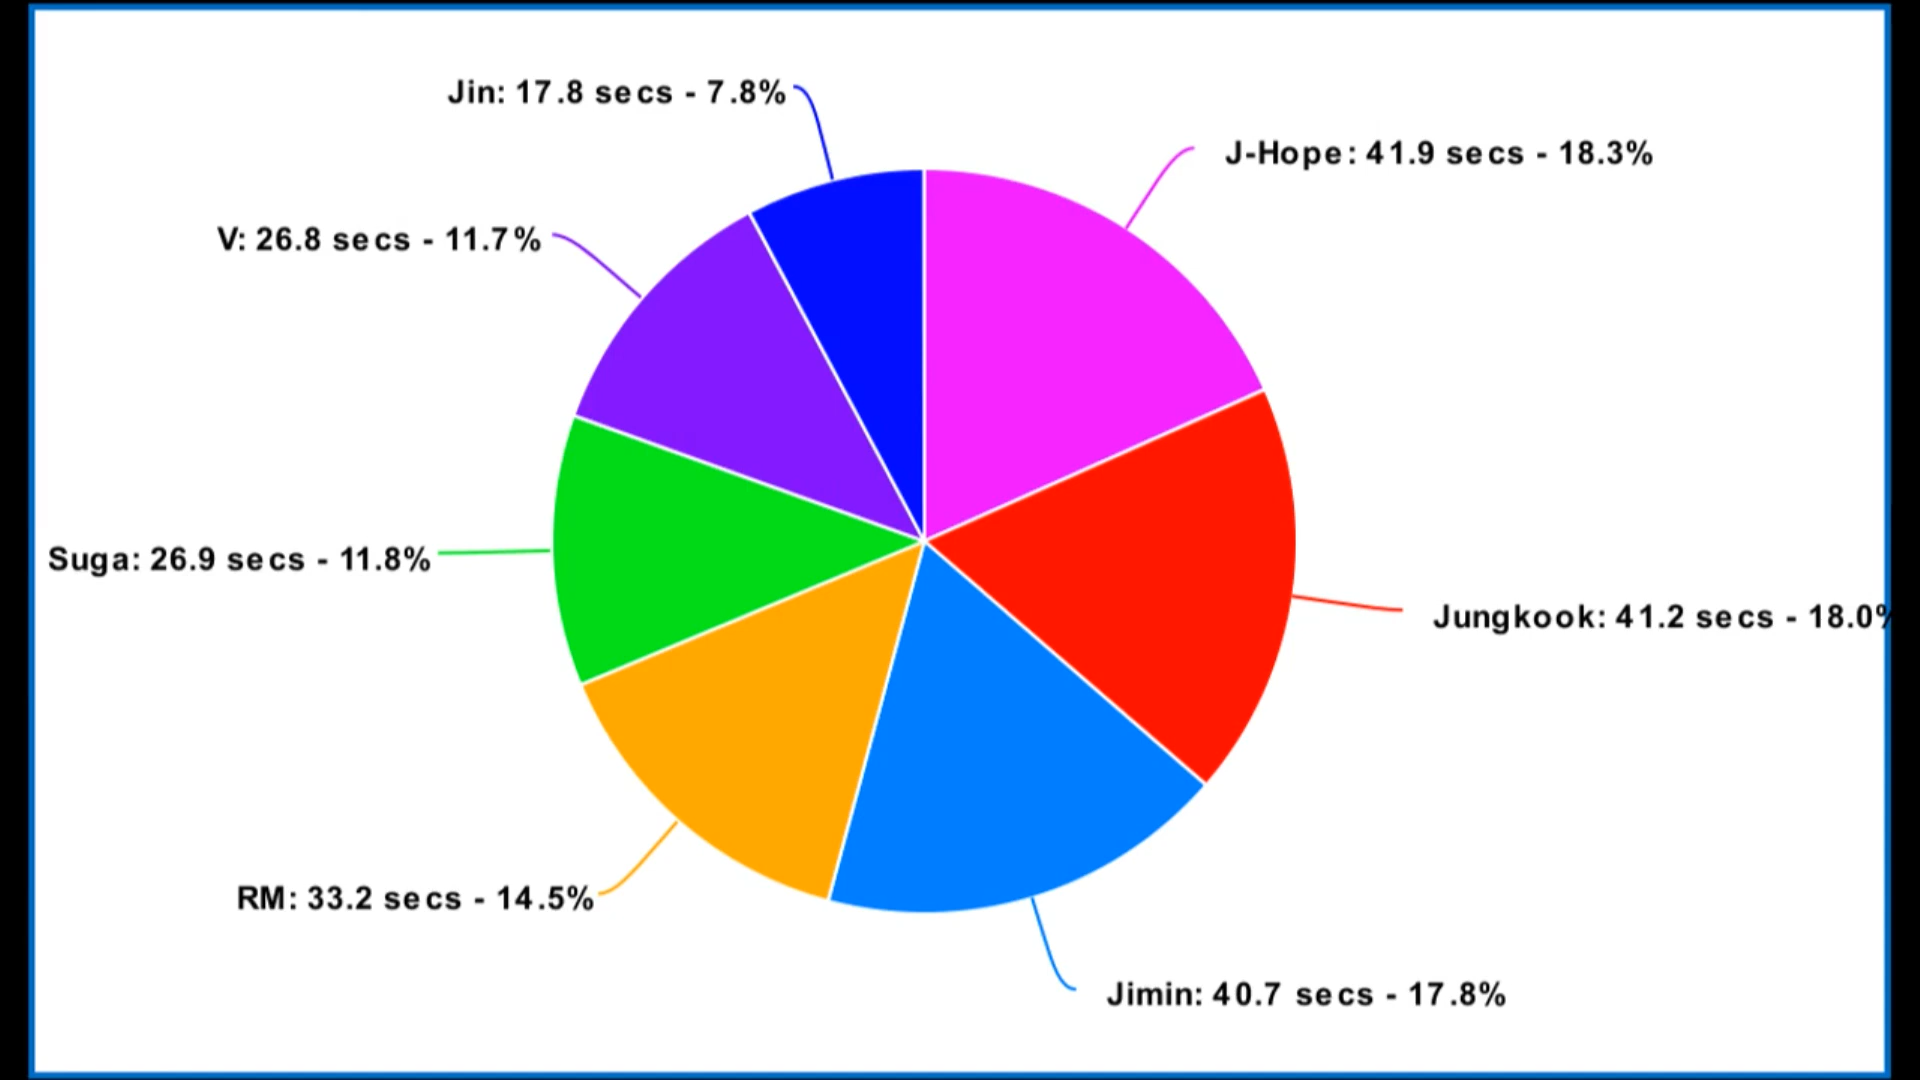 Jin: 17.8 secs - 7.8%
J-Hope: 41.9 secs - 18.3%
V: 26.8 secs - 11.7%
Suga: 26.9 secs - 11.8%
Jungkook: 41.2 secs - 18.0%
RM: 33.2 secs - 14.5%
Jimin: 40.7 secs - 17.8%